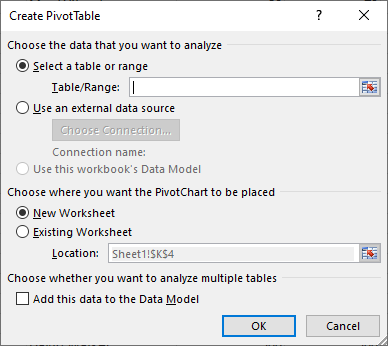 Create PivotTable
?
Choose the data that you want to analyze
Select a table or range
Table/Range:
Use an external data source
Choose Connection...
Connection name:
Use this workbook's Data Model
Choose where you want the PivotChart to be placed
New Worksheet
Existing Worksheet
Location: Sheet1!$K$4
Choose whether you want to analyze multiple tables
Add this data to the Data Model
OK Cancel